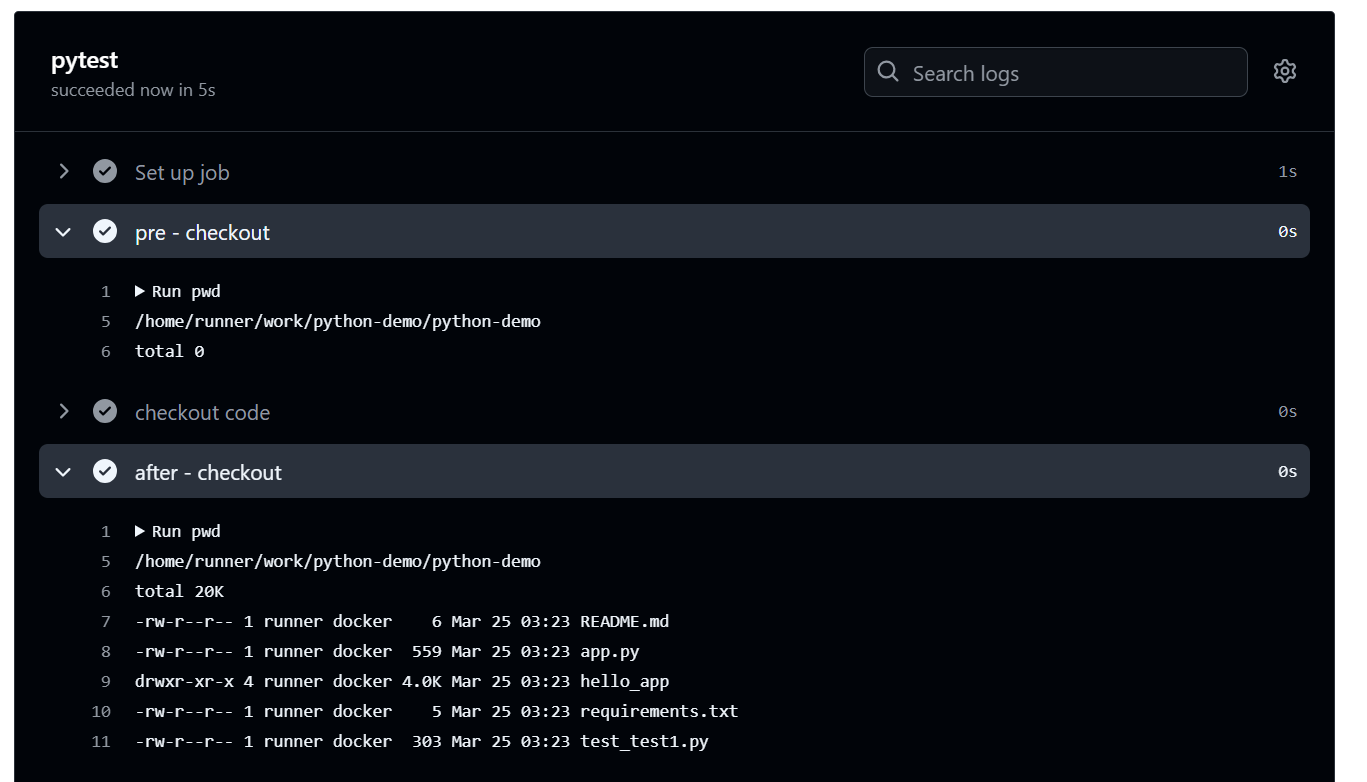 pytest
succeeded now in 5s
Search logs
Set up job 1s
pre - checkout 0s
1 Run pwd
5 /home/runner/work/python-demo/python-demo
6 total 0
checkout code 0s
after - checkout 0s
1 Run pwd
5 /home/runner/work/python-demo/python-demo
6 total 20K
7 -rw-r--r-- 1 runner docker    6 Mar 25 03:23 README.md
8 -rw-r--r-- 1 runner docker  559 Mar 25 03:23 app.py
9 drwxr-xr-x 4 runner docker 4.0K Mar 25 03:23 hello_app
10 -rw-r--r-- 1 runner docker    5 Mar 25 03:23 requirements.txt
11 -rw-r--r-- 1 runner docker  303 Mar 25 03:23 test_test1.py